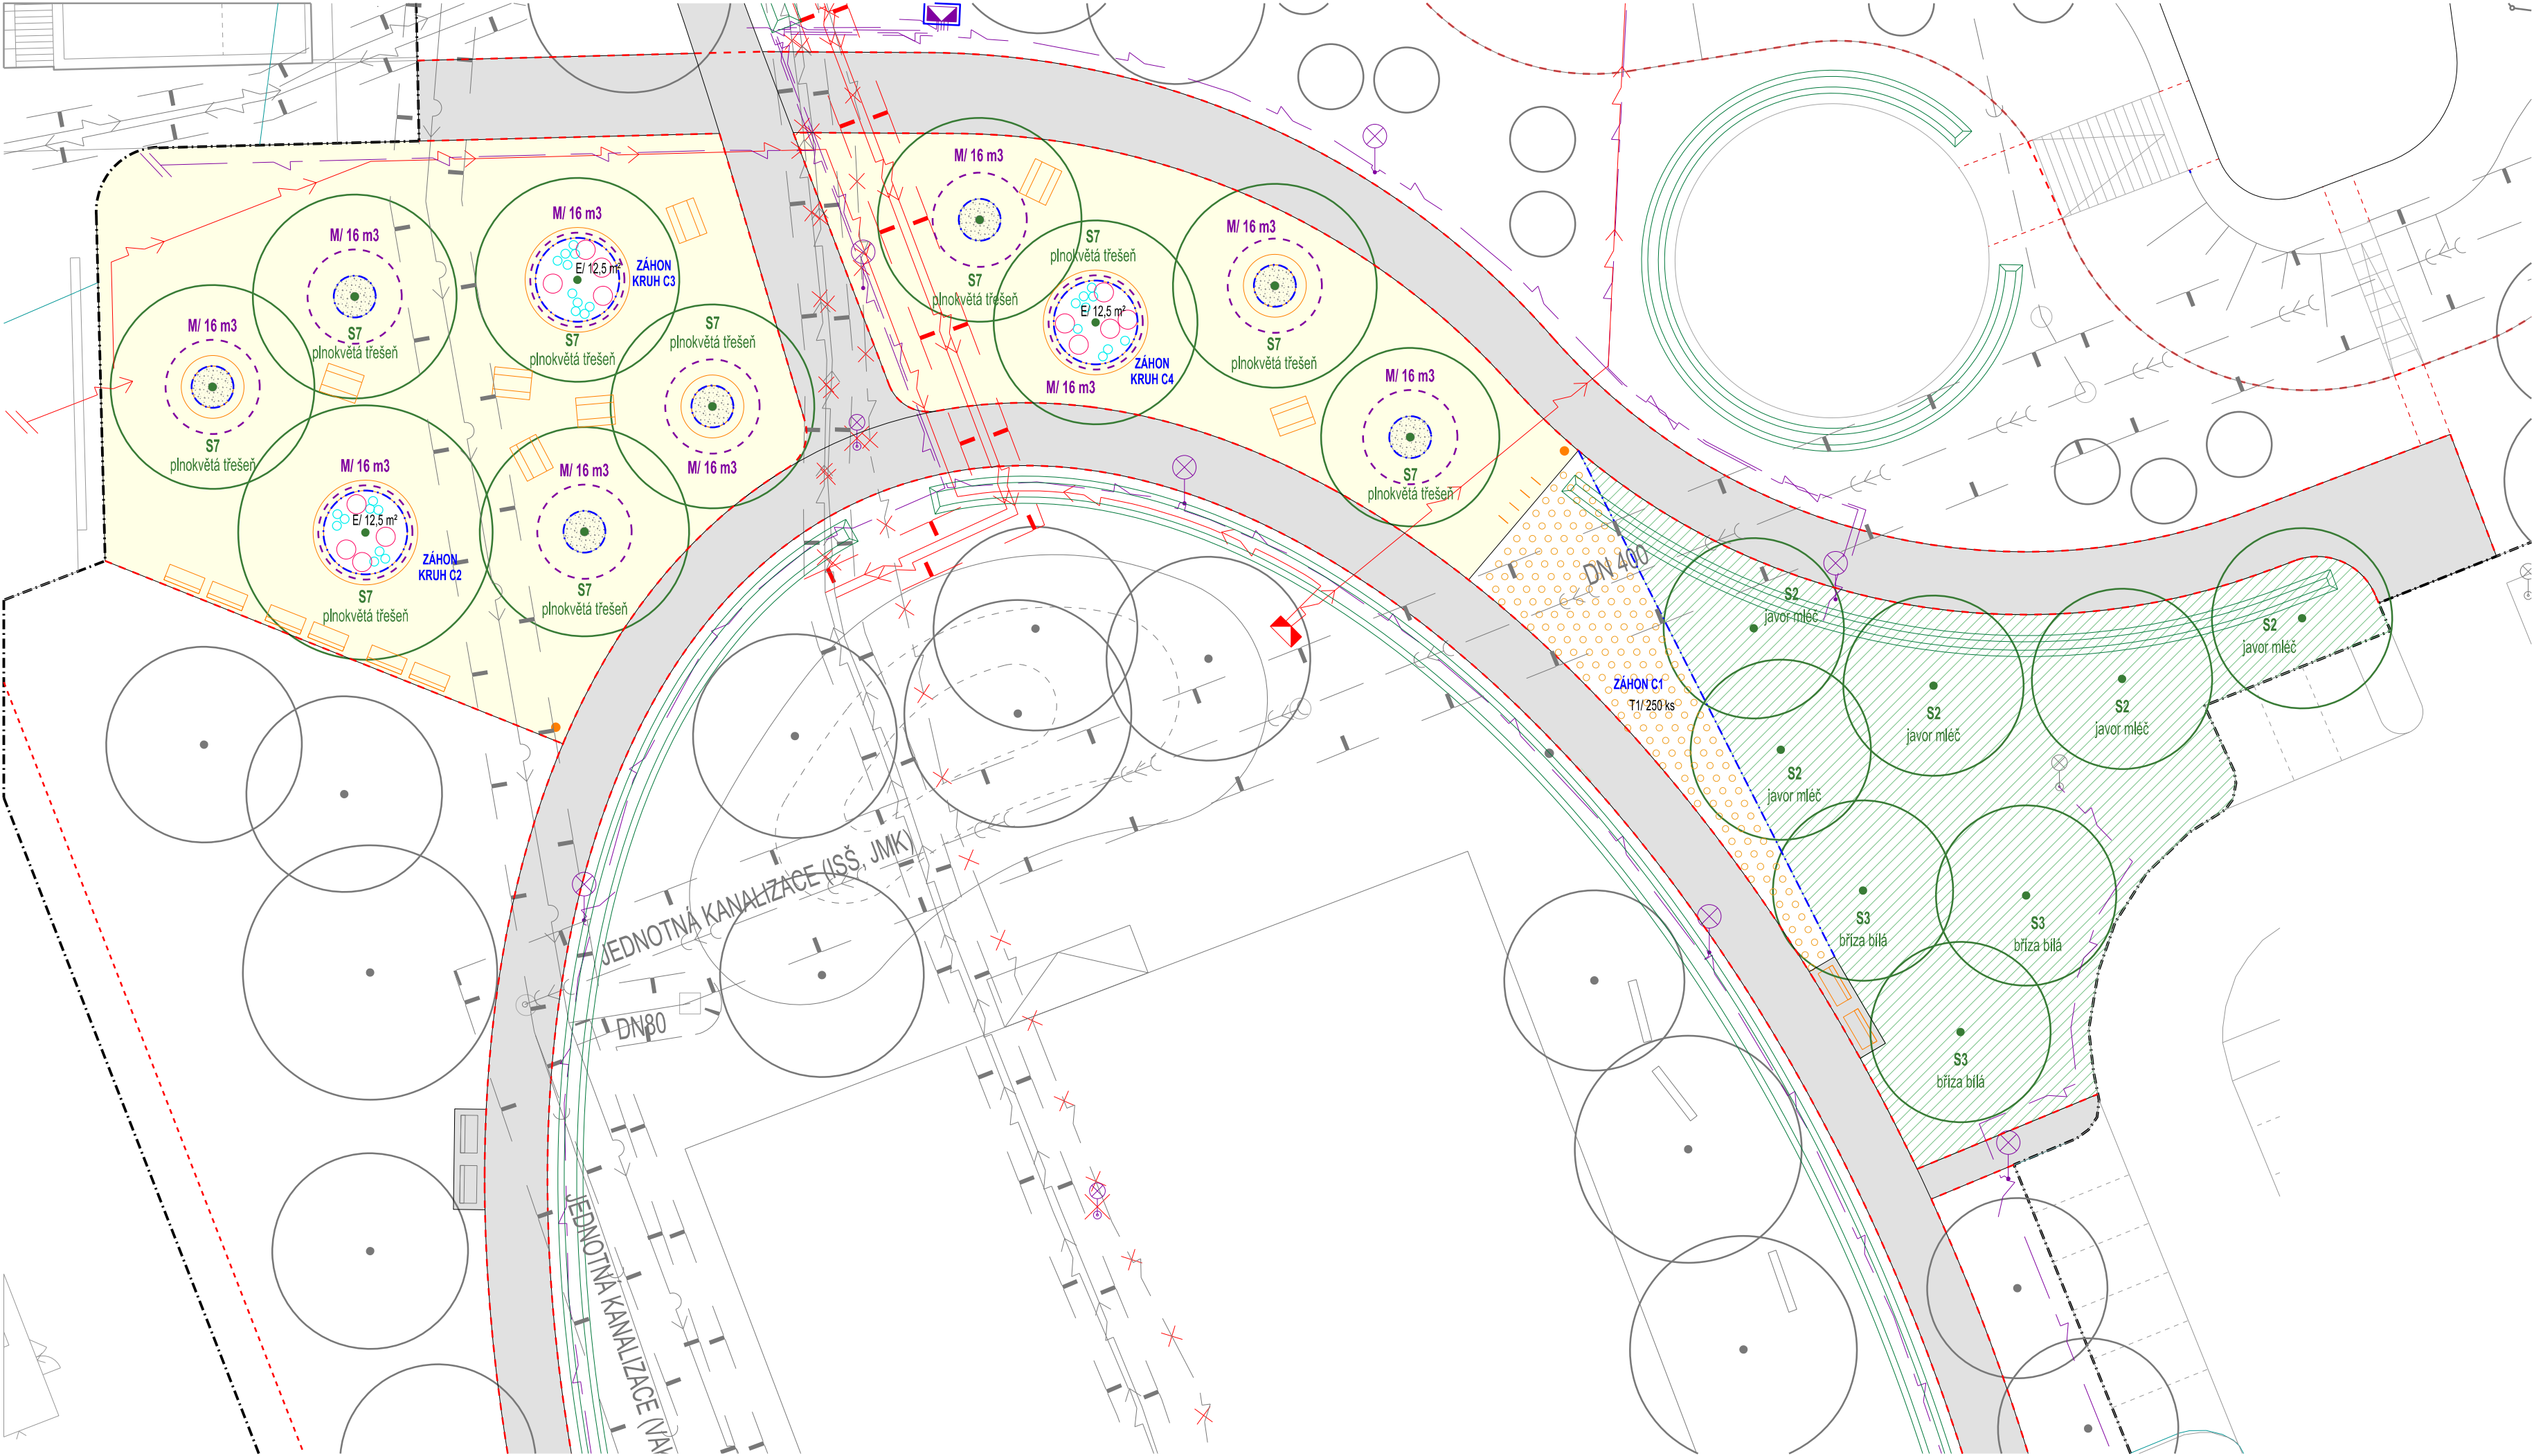 M/ 16 m3
S7
plnokvětá třešeň
M/ 16 m3
S7
plnokvětá třešeň
M/ 16 m3
E/ 12,5 m²
ZÁHON
KRUH C3
S7
plnokvětá třešeň
S7
plnokvětá třešeň
M/ 16 m3
M/ 16 m3
E/ 12,5 m²
ZÁHON
KRUH C2
S7
plnokvětá třešeň
M/ 16 m3
S7
plnokvětá třešeň
M/ 16 m3
S7
plnokvětá třešeň
S7
plnokvětá třešeň
E/ 12,5 m²
ZÁHON
KRUH C4
M/ 16 m3
M/ 16 m3
S7
plnokvětá třešeň
M/ 16 m3
S7
plnokvětá třešeň
DN 400
ZÁHON C1
T1/ 250 ks
S2
javor mléč
S2
javor mléč
S2
javor mléč
S2
javor mléč
S2
javor mléč
S3
bříza bílá
S3
bříza bílá
S3
bříza bílá
JEDNOTNÁ KANALIZACE (ISŠ, JMK)
DN80
JEDNOTNÁ KANALIZACE (VAK